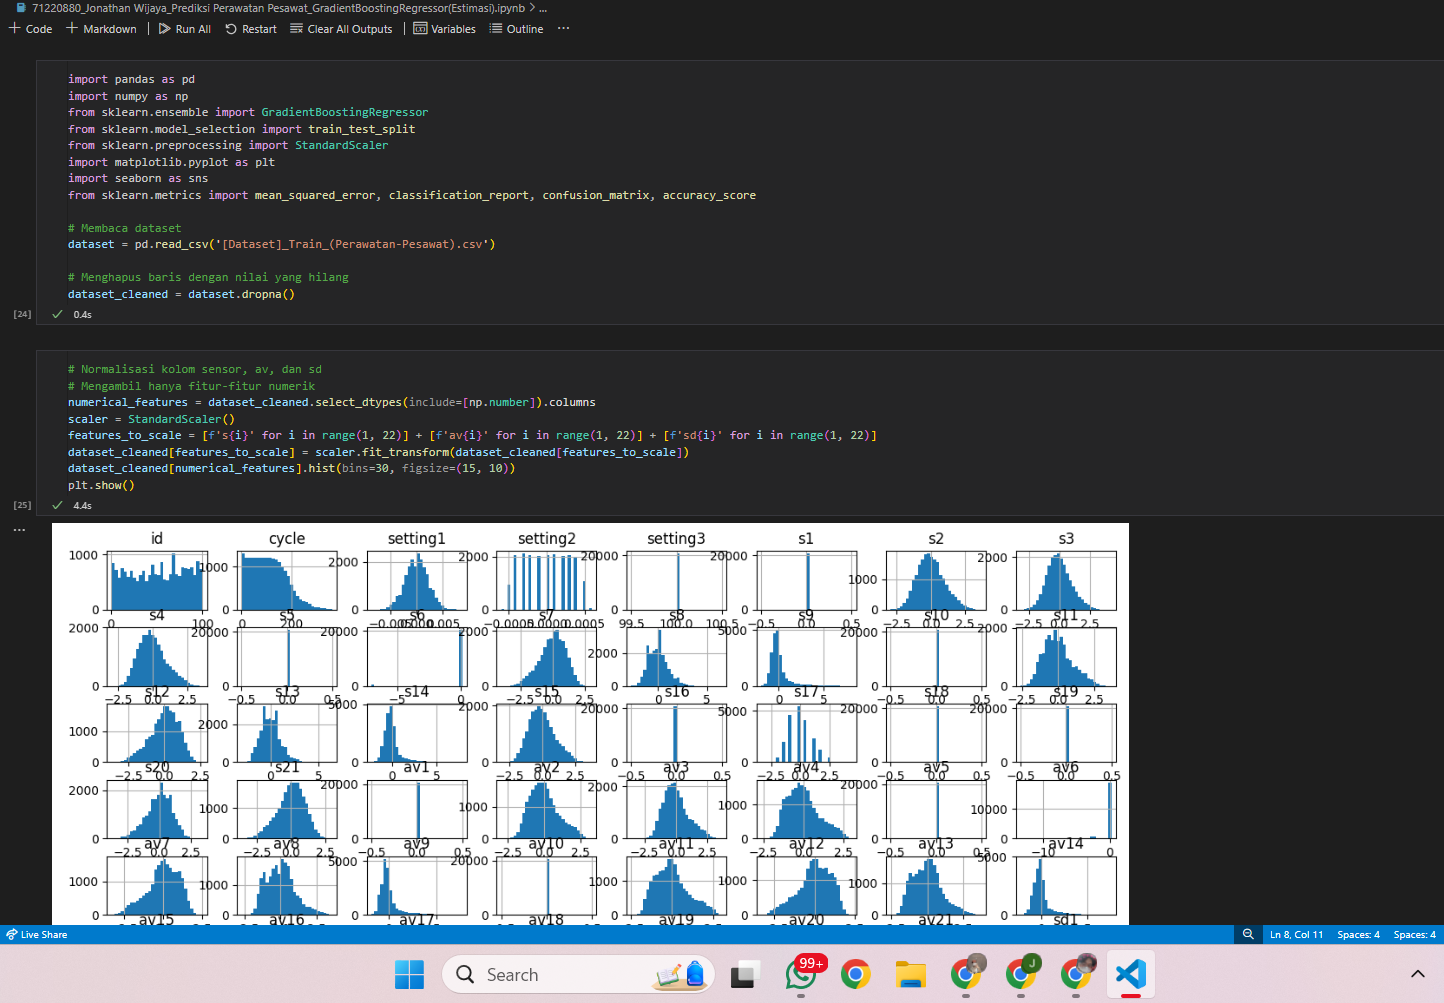 71220880_Jonathan Wijaya_Prediksi Perawatan Pesawat_GradientBoostingRegressor(Estimasi).ipynb > ...
+ Code + Markdown | Run All Restart Clear All Outputs | Variables Outline ...
import pandas as pd
import numpy as np
from sklearn.ensemble import GradientBoostingRegressor
from sklearn.model_selection import train_test_split
from sklearn.preprocessing import StandardScaler
import matplotlib.pyplot as plt
import seaborn as sns
from sklearn.metrics import mean_squared_error, classification_report, confusion_matrix, accuracy_score
# Membaca dataset
dataset = pd.read_csv('[Dataset]_Train_(Perawatan-Pesawat).csv')
# Menghapus baris dengan nilai yang hilang
dataset_cleaned = dataset.dropna()
[24] ✓ 0.4s
# Normalisasi kolom sensor, av, dan sd
# Mengambil hanya fitur-fitur numerik
numerical_features = dataset_cleaned.select_dtypes(include=[np.number]).columns
scaler = StandardScaler()
features_to_scale = [f's{i}' for i in range(1, 22)] + [f'av{i}' for i in range(1, 22)] + [f'sd{i}' for i in range(1, 22)]
dataset_cleaned[features_to_scale] = scaler.fit_transform(dataset_cleaned[features_to_scale])
dataset_cleaned[numerical_features].hist(bins=30, figsize=(15, 10))
plt.show()
[25] ✓ 4.4s
...
id cycle setting1 setting2 setting3 s1 s2 s3
1000 1000 2000 2000 20000 20000 1000 2000
0 0 0 0 0 0 0 0
s4 s5 s6 s7 s8 s9 s10 s11
0 100 0 200 −0.005 0.000 0.005 −0.0005 0.0005 99.5 100.0 100.5 −0.5 0.0 0.5 −2.5 0.0 2.5 −2.5 0.0 2.5
2000 20000 20000 2000 2000 5000 20000 2000
0 0 0 0 0 0 0 0
s12 s13 s14 s15 s16 s17 s18 s19
−2.5 0.0 2.5 −0.5 0.0 0.5 −5 0 −2.5 0.0 2.5 0 5 0 5 −0.5 0.0 0.5 −2.5 0.0 2.5
1000 2000 5000 2000 20000 5000 20000 20000
0 0 0 0 0 0 0 0
s20 s21 av1 av2 av3 av4 av5 av6
−2.5 0.0 2.5 0 5 0 5 −2.5 0.0 2.5 −0.5 0.0 0.5 −2.5 0.0 2.5 −0.5 0.0 0.5 −0.5 0.0 0.5
2000 1000 20000 1000 2000 1000 20000 10000
0 0 0 0 0 0 0 0
av7 av8 av9 av10 av11 av12 av13 av14
−2.5 0.0 2.5 −2.5 0.0 2.5 −0.5 0.0 0.5 −2.5 0.0 2.5 −2.5 0.0 2.5 −2.5 0.0 2.5 −0.5 0.0 0.5 −10 0
1000 1000 5000 20000 1000 1000 1000 5000
0 0 0 0 0 0 0 0
av15 av16 av17 av18 av19 av20 av21 sd1
Live Share Ln 8, Col 11 Spaces: 4 Spaces: 4
Search 99+ J